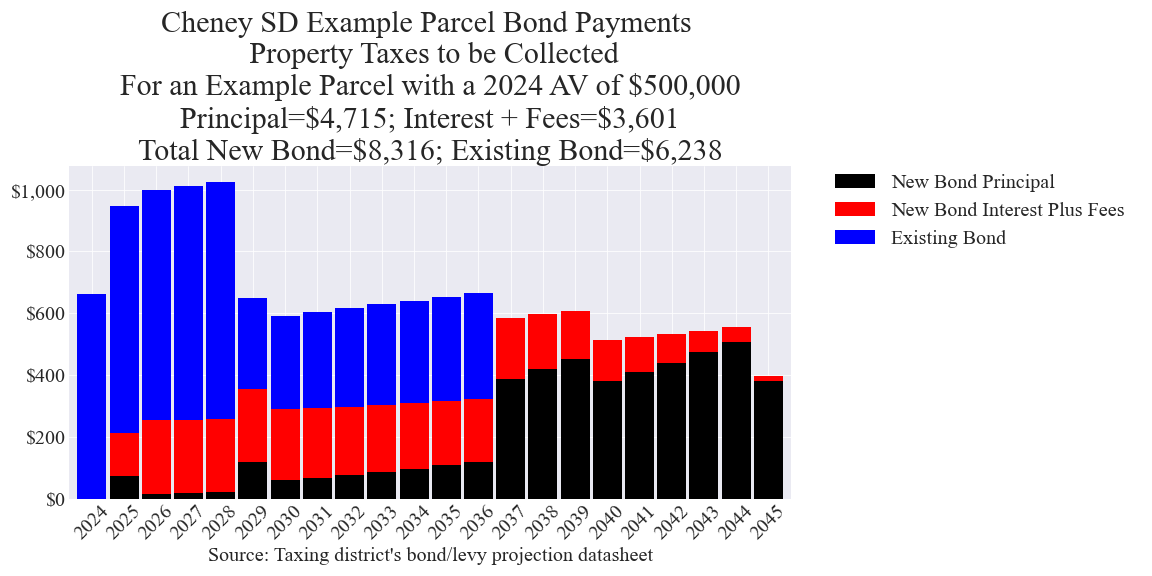 Cheney SD Example Parcel Bond Payments
Property Taxes to be Collected
For an Example Parcel with a 2024 AV of $500,000
Principal=$4,715; Interest + Fees=$3,601
Total New Bond=$8,316; Existing Bond=$6,238
New Bond Principal
New Bond Interest Plus Fees
Existing Bond
$1,000
$800
$600
$400
$200
$0
2024 2025 2026 2027 2028 2029 2030 2031 2032 2033 2034 2035 2036 2037 2038 2039 2040 2041 2042 2043 2044 2045
Source: Taxing district's bond/levy projection datasheet